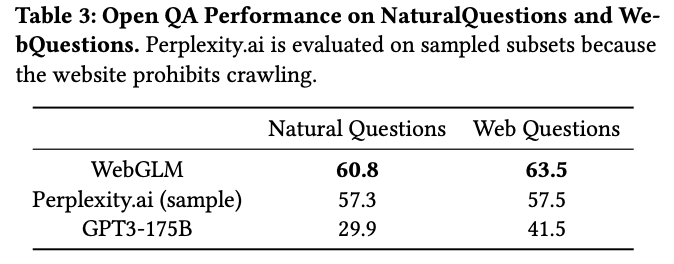 Table 3: Open QA Performance on NaturalQuestions and We-
bQuestions. Perplexity.ai is evaluated on sampled subsets because
the website prohibits crawling.
Natural Questions Web Questions
WebGLM 60.8 63.5
Perplexity.ai (sample) 57.3 57.5
GPT3-175B 29.9 41.5